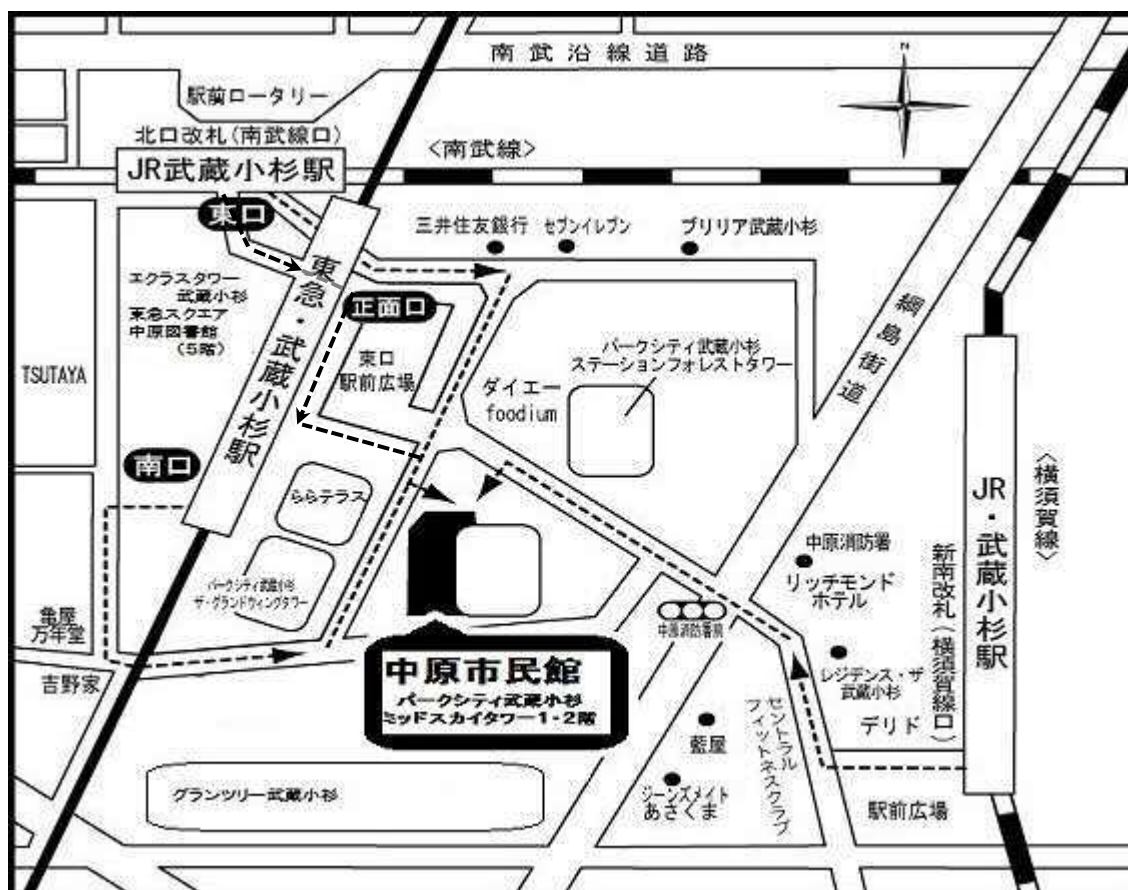 南武沿線道路
N
駅前ロータリー
北口改札(南武線口)
JR武蔵小杉駅
<南武線>
東口
三井住友銀行
セブンイレブン
ブリリア武蔵小杉
エクラスタワー
武蔵小杉
東急スクエア
中原図書館
(5階)
東急・武蔵小杉駅
正面口
東口
駅前広場
ダイエー
foodium
パークシティ武蔵小杉
ステーションフォレストタワー
綱島街道
TSUTAYA
南口
ららテラス
パークシティ武蔵小杉
ザ・グランドウィングタワー
亀屋
万年堂
吉野家
中原市民館
パークシティ武蔵小杉
ミッドスカイタワー1・2階
グランツリー武蔵小杉
中原消防署前
中原消防署
リッチモンド
ホテル
レジデンス・ザ
武蔵小杉
デリド
新南改札(横須賀線口)
JR・武蔵小杉駅
<横須賀線>
藍屋
ジーンズメイト
あさくま
セントラル
フィットネスクラブ
駅前広場